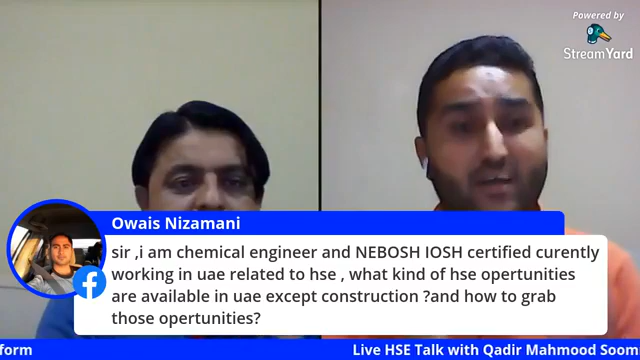 Powered by
StreamYard
Owais Nizamani
sir ,i am chemical engineer and NEBOSH IOSH certified curently
working in uae related to hse , what kind of hse opertunities
are available in uae except construction ?and how to grab
those opertunities?
form
Live HSE Talk with Qadir Mahmood Soom